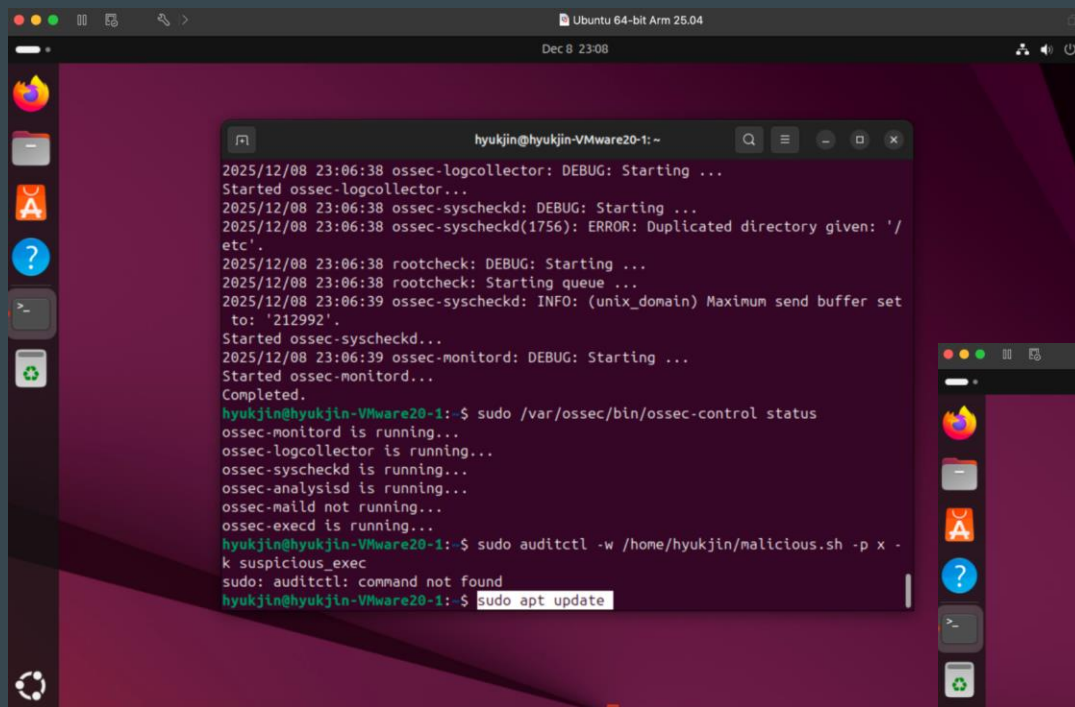 Ubuntu 64-bit Arm 25.04
Dec 8 23:08
hyukjin@hyukjin-VMware20-1: ~
2025/12/08 23:06:38 ossec-logcollector: DEBUG: Starting ...
Started ossec-logcollector...
2025/12/08 23:06:38 ossec-syscheckd: DEBUG: Starting ...
2025/12/08 23:06:38 ossec-syscheckd(1756): ERROR: Duplicated directory given: '/
etc'.
2025/12/08 23:06:38 rootcheck: DEBUG: Starting ...
2025/12/08 23:06:38 rootcheck: Starting queue ...
2025/12/08 23:06:39 ossec-syscheckd: INFO: (unix_domain) Maximum send buffer set
to: '212992'.
Started ossec-syscheckd...
2025/12/08 23:06:39 ossec-monitord: DEBUG: Starting ...
Started ossec-monitord...
Completed.
hyukjin@hyukjin-VMware20-1:~$ sudo /var/ossec/bin/ossec-control status
ossec-monitord is running...
ossec-logcollector is running...
ossec-syscheckd is running...
ossec-analysisd is running...
ossec-maild not running...
ossec-execd is running...
hyukjin@hyukjin-VMware20-1:~$ sudo auditctl -w /home/hyukjin/malicious.sh -p x -
k suspicious_exec
sudo: auditctl: command not found
hyukjin@hyukjin-VMware20-1:~$ sudo apt update